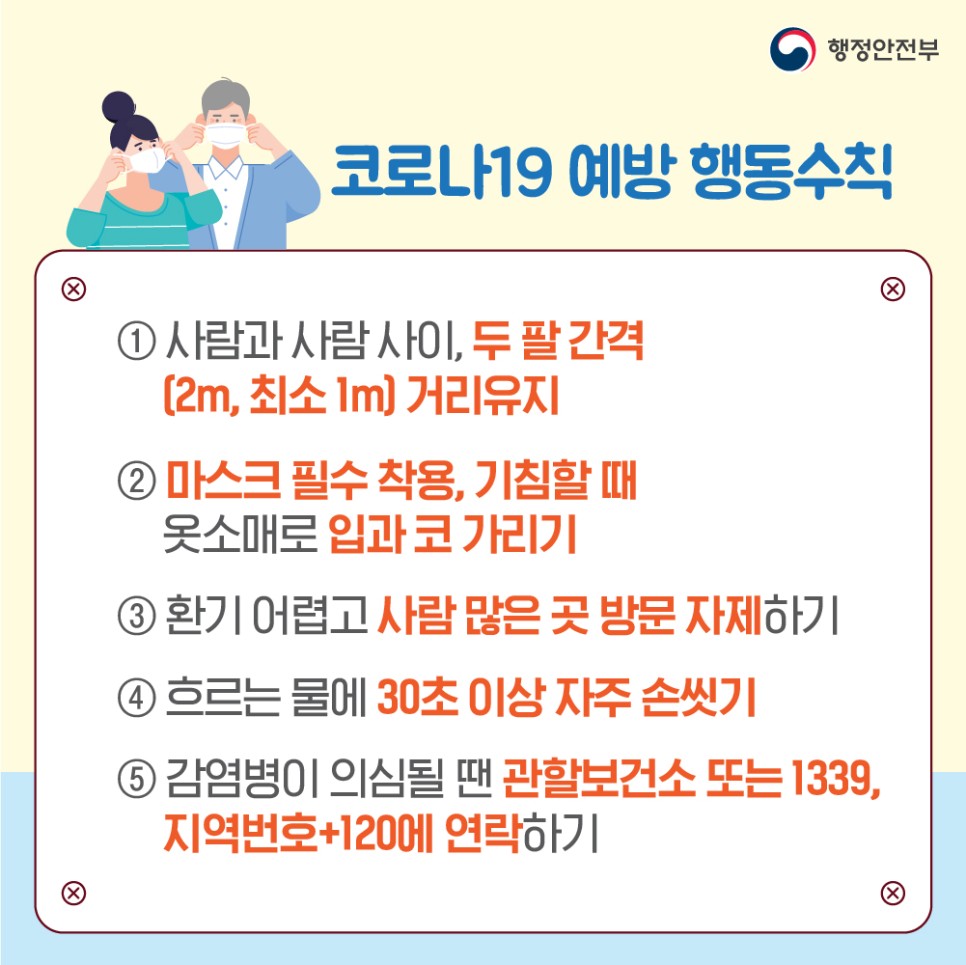 행정안전부
코로나19 예방 행동수칙
① 사람과 사람 사이, 두 팔 간격
(2m, 최소 1m) 거리유지
② 마스크 필수 착용, 기침할 때
옷소매로 입과 코 가리기
③ 환기 어렵고 사람 많은 곳 방문 자제하기
④ 흐르는 물에 30초 이상 자주 손씻기
⑤ 감염병이 의심될 땐 관할보건소 또는 1339,
지역번호+120에 연락하기